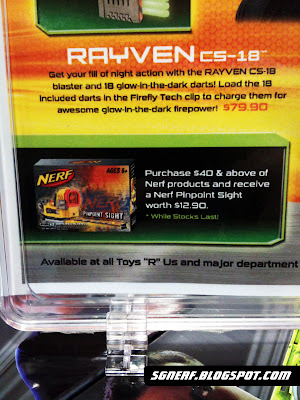 RAYVEN CS-18™
Get your fill of night action with the RAYVEN CS-18
blaster and 18 glow-in-the-dark darts! Load the 18
included darts in the Firefly Tech clip to charge them for
awesome glow-in-the-dark firepower! $79.90
NERF
AGES 8+
PINPOINT SIGHT
Purchase $40 & above of
Nerf products and receive
a Nerf Pinpoint Sight
worth $12.90.
* While Stocks Last!
Available at all Toys "R" Us and major department
SGNERF.BLOGSPOT.COM